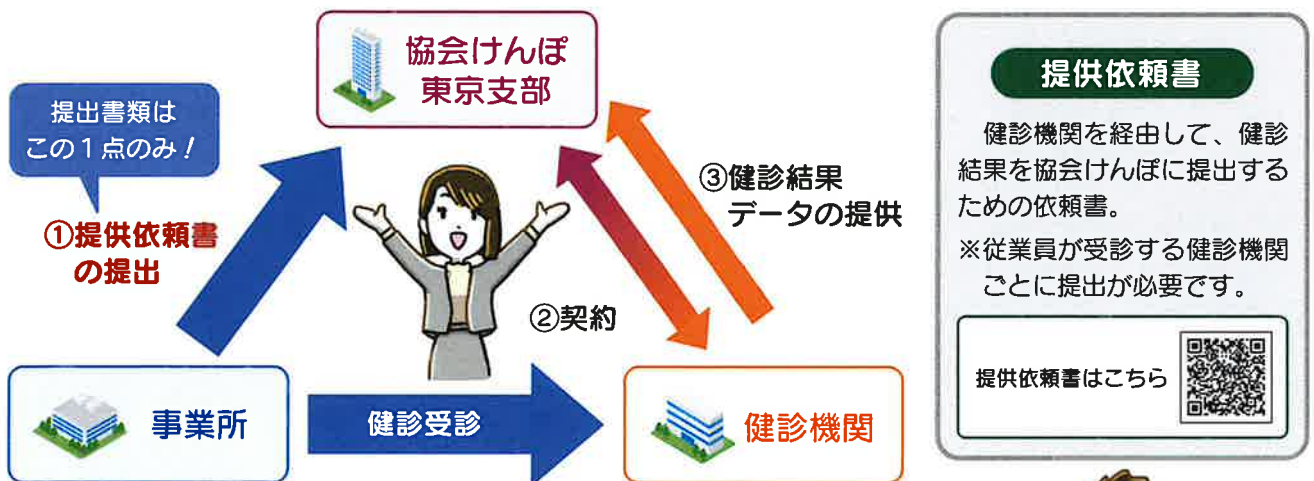 協会けんぽ
東京支部
提出書類は
この1点のみ!
①提供依頼書
の提出
③健診結果
データの提供
②契約
事業所
健診受診
健診機関
提供依頼書
健診機関を経由して、健診
結果を協会けんぽに提出する
ための依頼書。
※従業員が受診する健診機関
ごとに提出が必要です。
提供依頼書はこちら